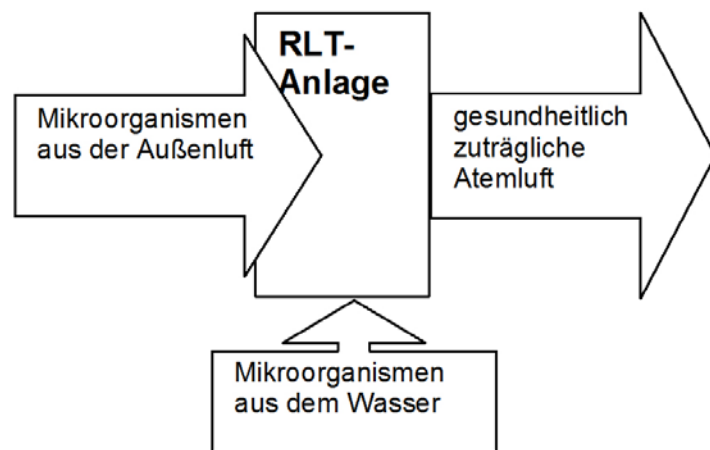 RLT-
Anlage
Mikroorganismen
aus der Außenluft
gesundheitlich
zuträgliche
Atemluft
Mikroorganismen
aus dem Wasser